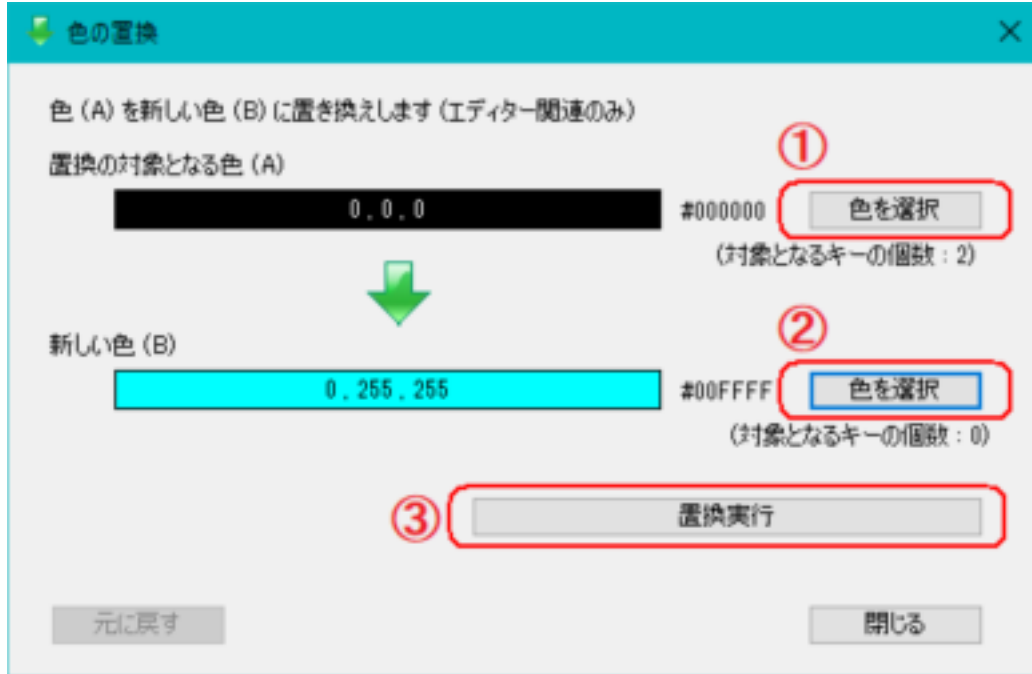 色の置換
色 (A) を新しい色 (B) に置き換えします (エディター関連のみ)
置換の対象となる色 (A)
①
0 , 0 , 0 #000000 色を選択
(対象となるキーの個数 : 2)
新しい色 (B)
②
0 , 255 , 255 #00FFFF 色を選択
(対象となるキーの個数 : 0)
③ 置換実行
元に戻す 閉じる